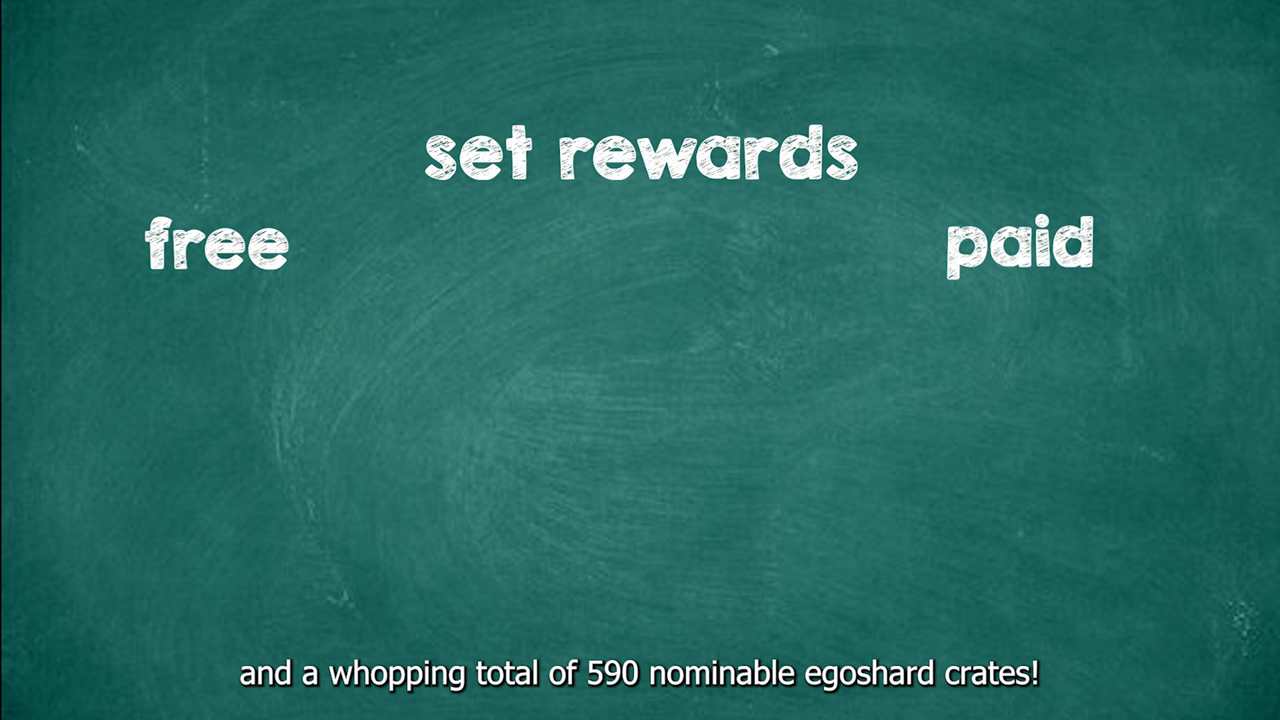 set rewards
free
paid
and a whopping total of 590 nominable egoshard crates!